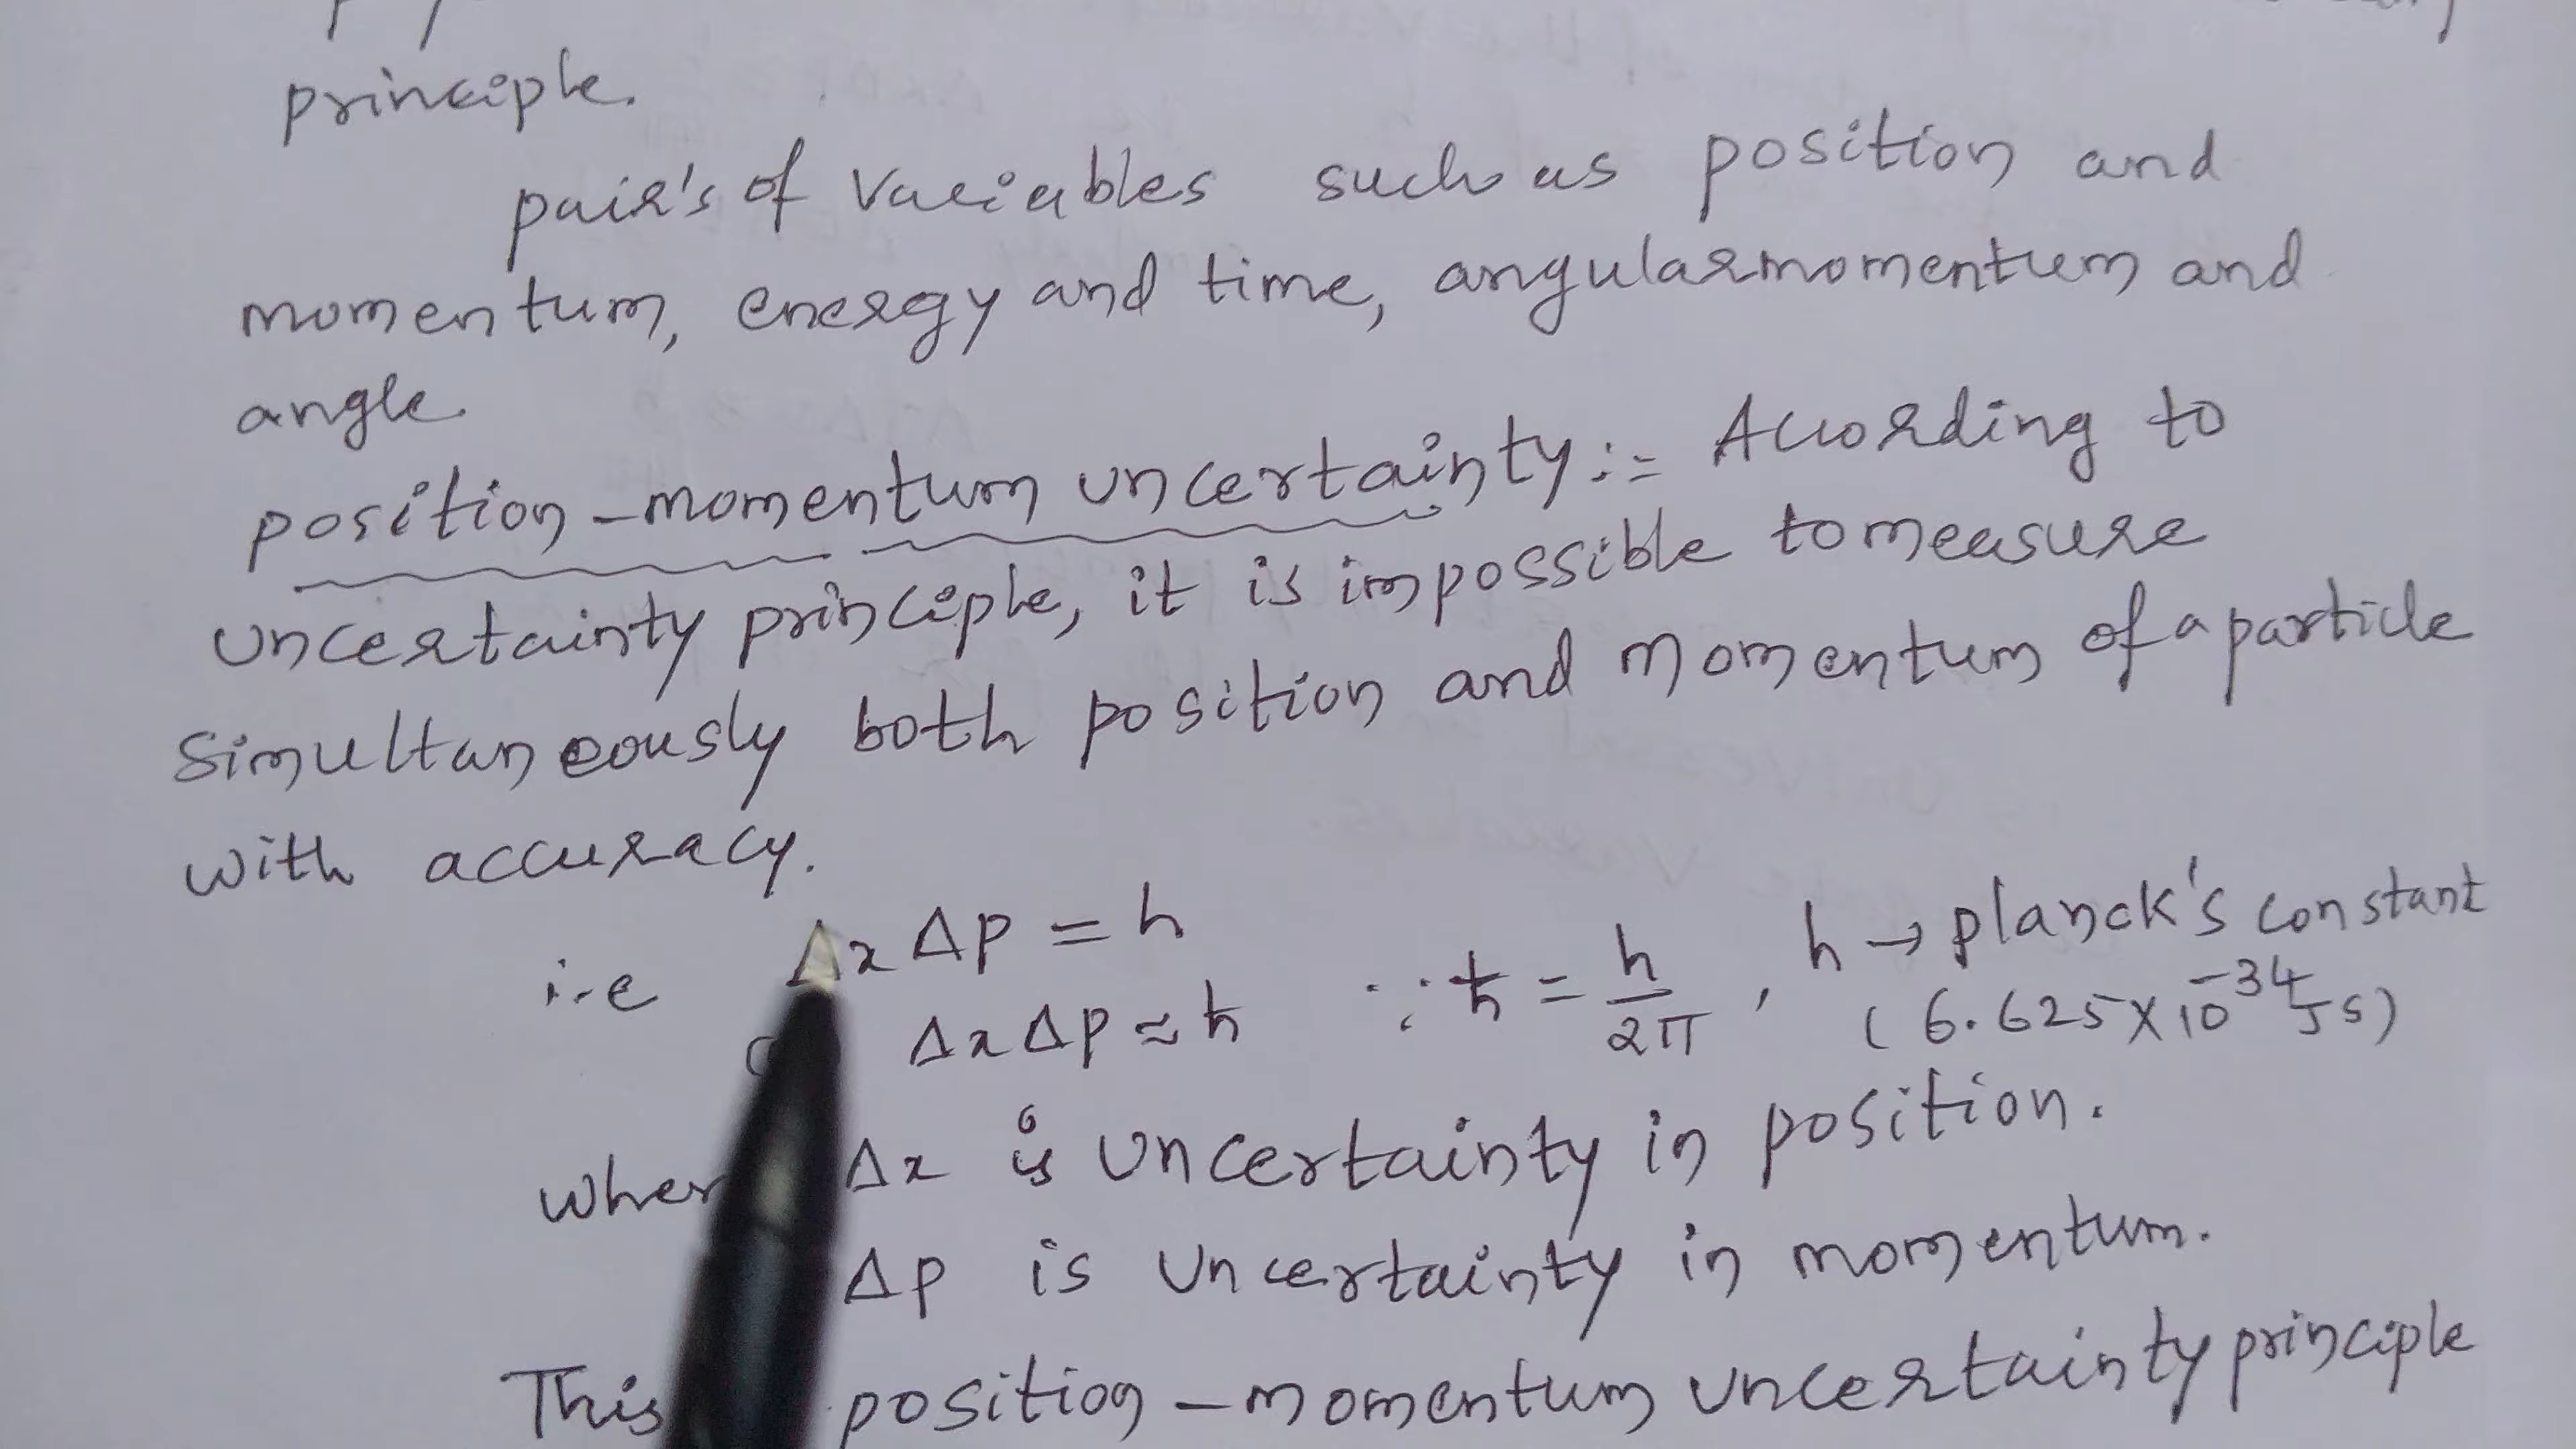 principle.
pair's of Variables such as position and
momentum, energy and time, angularmomentum and
angle.
position-momentum uncertainty:- According to
uncertainty principle, it is impossible to measure
simultaneously both position and momentum of a particle
with accuracy.
i.e Δx Δp = h
Δx Δp ≈ ħ ∵ ħ = h/2π, h → planck's constant (6.625×10⁻³⁴ Js)
Δx is uncertainty in position.
Δp is uncertainty in momentum.
This position-momentum uncertainty principle